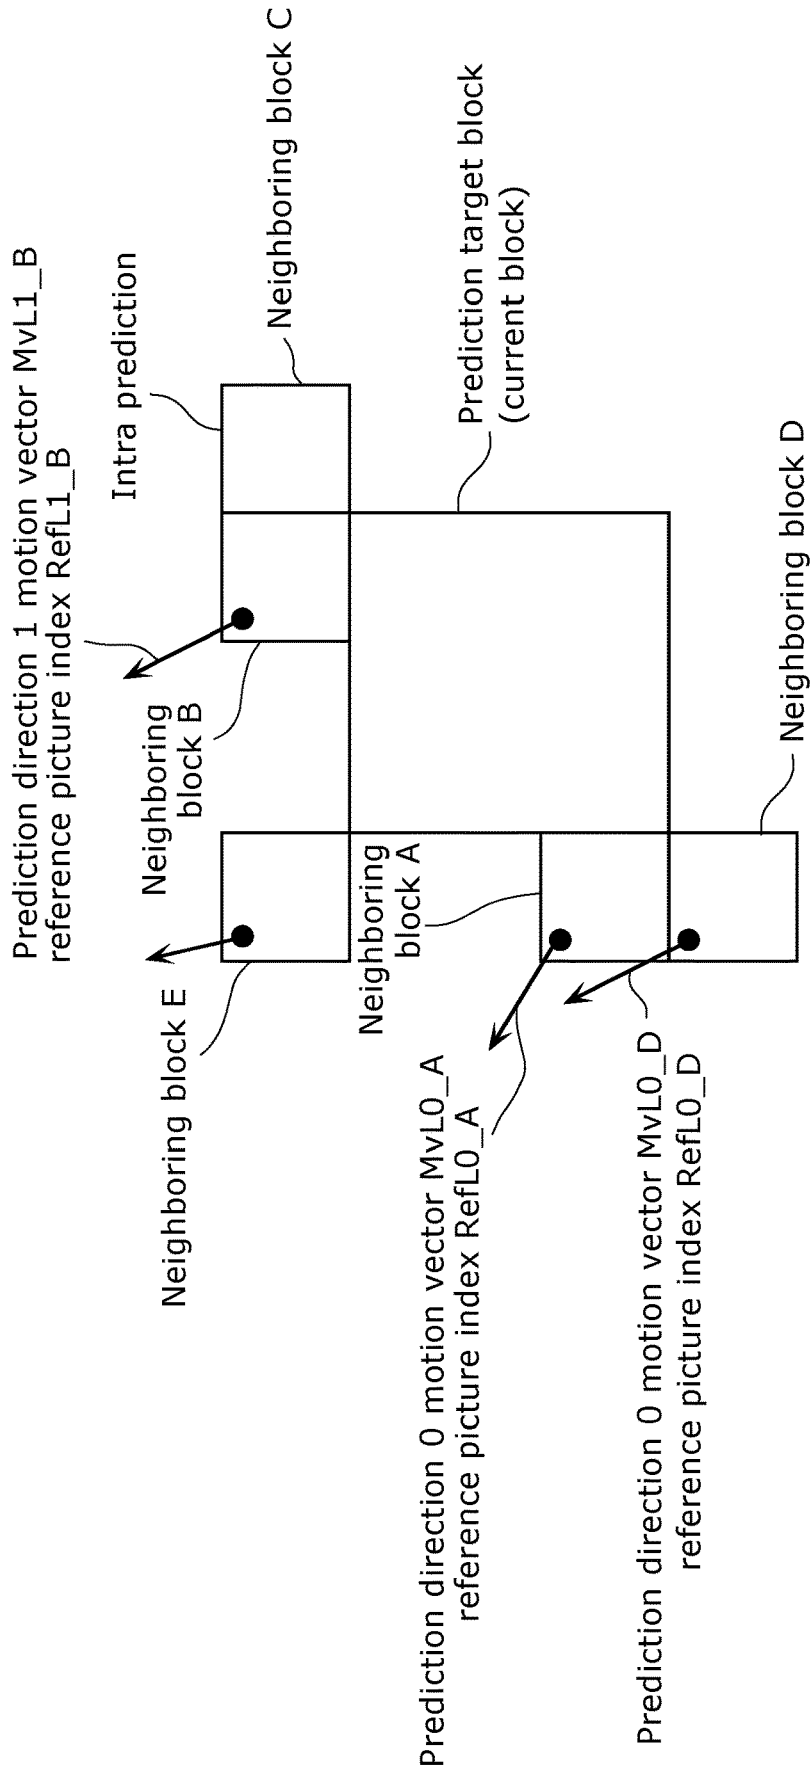 Prediction direction 1 motion vector MvL1_B
reference picture index RefL1_B
Intra prediction
Neighboring block C
Neighboring
block B
Neighboring block E
Prediction target block
(current block)
Neighboring
block A
Prediction direction 0 motion vector MvL0_A
reference picture index RefL0_A
Prediction direction 0 motion vector MvL0_D
reference picture index RefL0_D
Neighboring block D